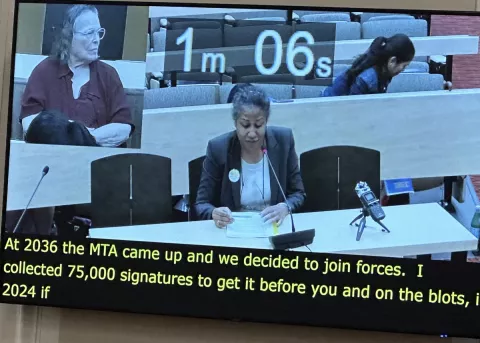 1m 06s
At 2036 the MTA came up and we decided to join forces.  I
collected 75,000 signatures to get it before you and on the blots, i
2024 if